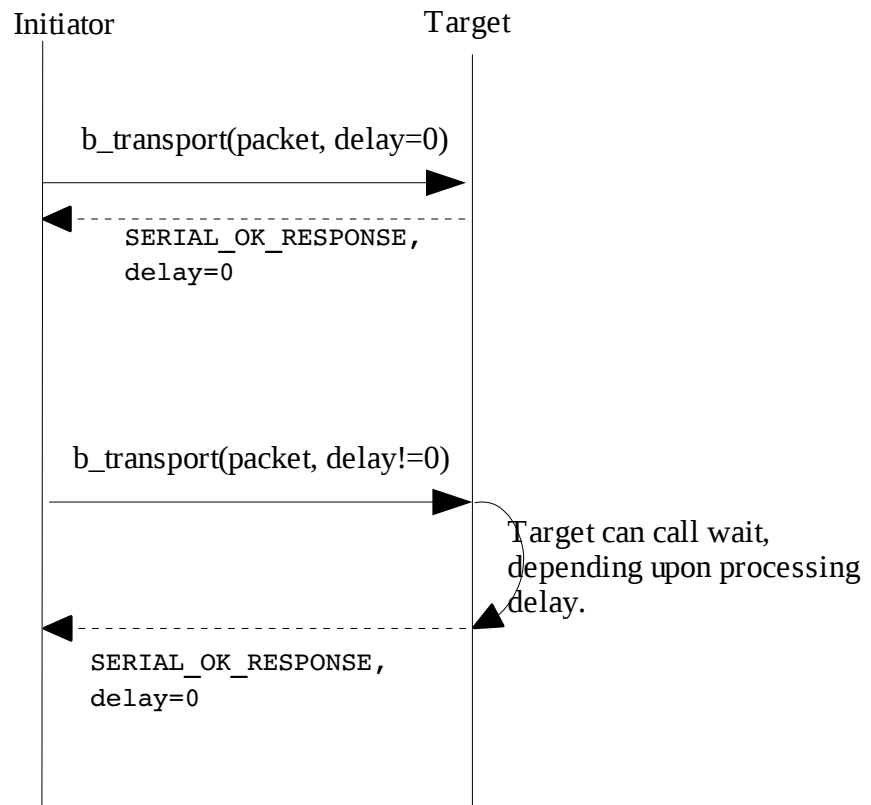 Initiator
Target
b_transport(packet, delay=0)
SERIAL_OK_RESPONSE,
delay=0
b_transport(packet, delay!=0)
Target can call wait,
depending upon processing
delay.
SERIAL_OK_RESPONSE,
delay=0